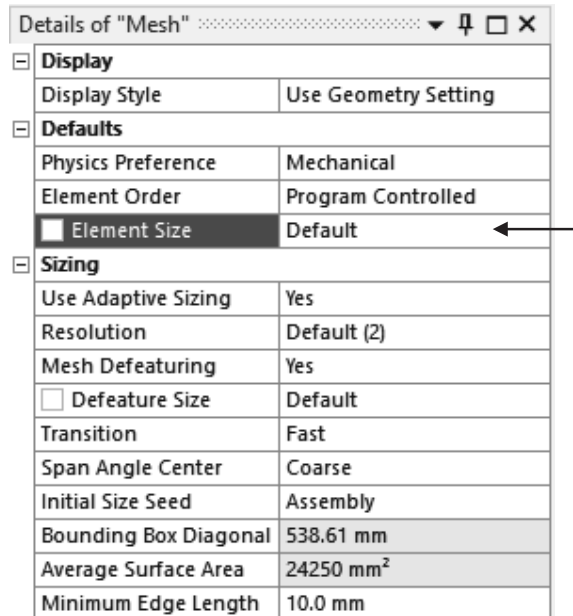 Details of "Mesh"
Display
Display Style Use Geometry Setting
Defaults
Physics Preference Mechanical
Element Order Program Controlled
Element Size Default
Sizing
Use Adaptive Sizing Yes
Resolution Default (2)
Mesh Defeaturing Yes
Defeature Size Default
Transition Fast
Span Angle Center Coarse
Initial Size Seed Assembly
Bounding Box Diagonal 538.61 mm
Average Surface Area 24250 mm²
Minimum Edge Length 10.0 mm